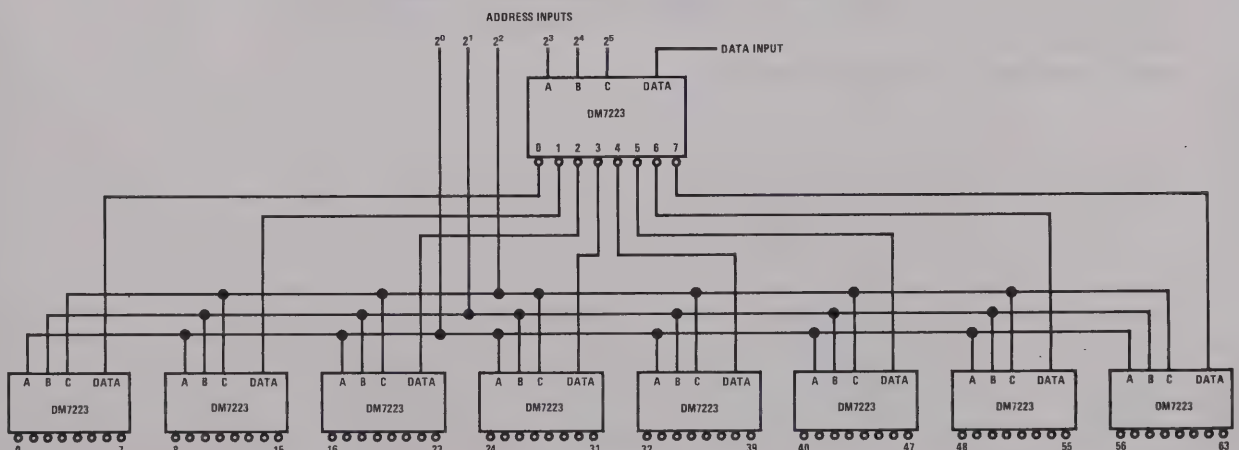 ADDRESS INPUTS
2⁰ 2¹ 2² 2³ 2⁴ 2⁵ DATA INPUT
A B C DATA
DM7223
0 1 2 3 4 5 6 7
A B C DATA A B C DATA A B C DATA A B C DATA A B C DATA A B C DATA A B C DATA A B C DATA
DM7223 DM7223 DM7223 DM7223 DM7223 DM7223 DM7223 DM7223
0 7 8 15 16 23 24 31 32 39 40 47 48 55 56 63